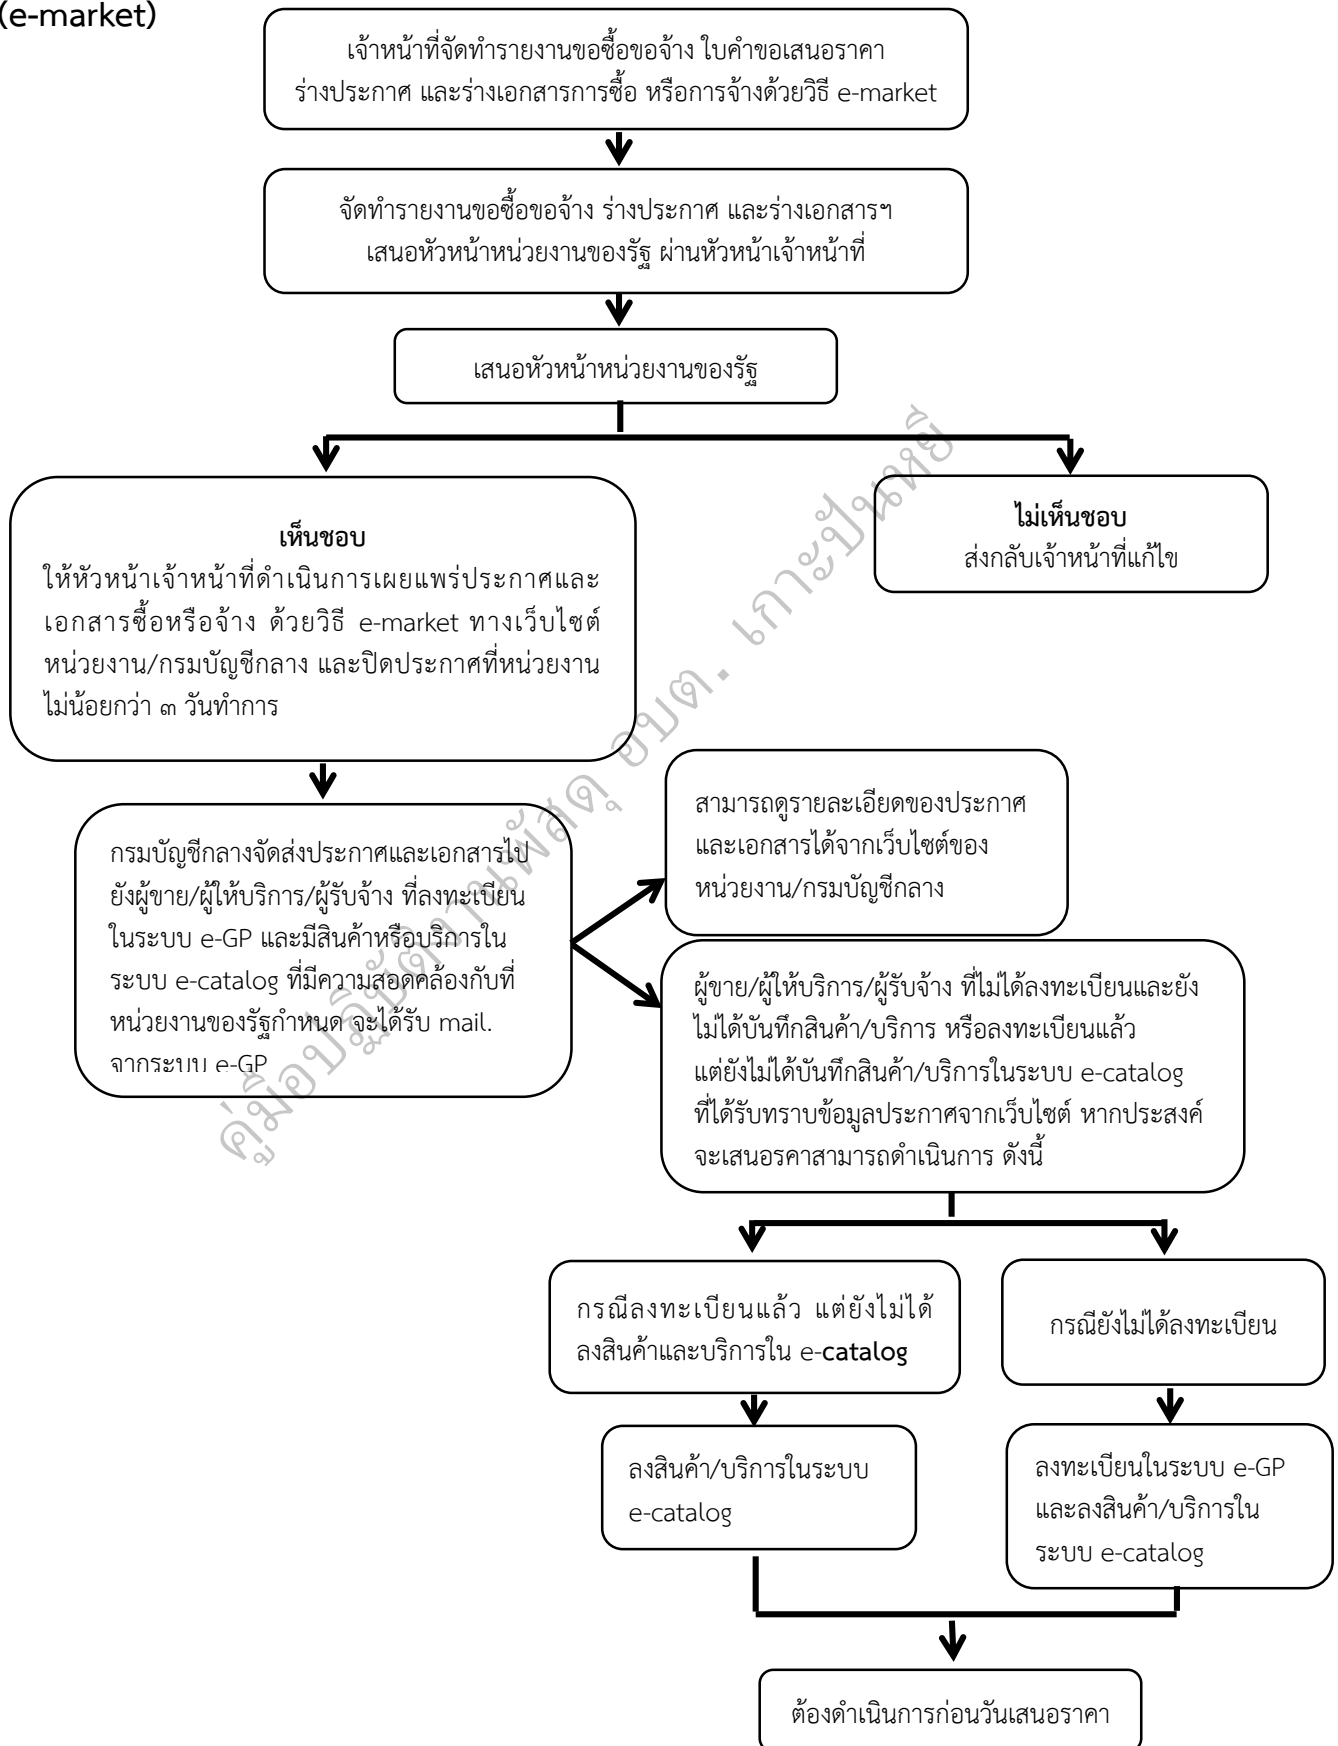 (e-market)
เจ้าหน้าที่จัดทำรายงานขอซื้อขอจ้าง ใบคำขอเสนอราคา
ร่างประกาศ และร่างเอกสารการซื้อ หรือการจ้างด้วยวิธี e-market
จัดทำรายงานขอซื้อขอจ้าง ร่างประกาศ และร่างเอกสารฯ
เสนอหัวหน้าหน่วยงานของรัฐ ผ่านหัวหน้าเจ้าหน้าที่
เสนอหัวหน้าหน่วยงานของรัฐ
เห็นชอบ
ให้หัวหน้าเจ้าหน้าที่ดำเนินการเผยแพร่ประกาศและ
เอกสารซื้อหรือจ้าง ด้วยวิธี e-market ทางเว็บไซต์
หน่วยงาน/กรมบัญชีกลาง และปิดประกาศที่หน่วยงาน
ไม่น้อยกว่า ๓ วันทำการ
ไม่เห็นชอบ
ส่งกลับเจ้าหน้าที่แก้ไข
กรมบัญชีกลางจัดส่งประกาศและเอกสารไป
ยังผู้ขาย/ผู้ให้บริการ/ผู้รับจ้าง ที่ลงทะเบียน
ในระบบ e-GP และมีสินค้าหรือบริการใน
ระบบ e-catalog ที่มีความสอดคล้องกับที่
หน่วยงานของรัฐกำหนด จะได้รับ mail.
จากระบบ e-GP
สามารถดูรายละเอียดของประกาศ
และเอกสารได้จากเว็บไซต์ของ
หน่วยงาน/กรมบัญชีกลาง
ผู้ขาย/ผู้ให้บริการ/ผู้รับจ้าง ที่ไม่ได้ลงทะเบียนและยัง
ไม่ได้บันทึกสินค้า/บริการ หรือลงทะเบียนแล้ว
แต่ยังไม่ได้บันทึกสินค้า/บริการในระบบ e-catalog
ที่ได้รับทราบข้อมูลประกาศจากเว็บไซต์ หากประสงค์
จะเสนอรคาสามารถดำเนินการ ดังนี้
กรณีลงทะเบียนแล้ว แต่ยังไม่ได้
ลงสินค้าและบริการใน e-catalog
กรณียังไม่ได้ลงทะเบียน
ลงสินค้า/บริการในระบบ
e-catalog
ลงทะเบียนในระบบ e-GP
และลงสินค้า/บริการใน
ระบบ e-catalog
ต้องดำเนินการก่อนวันเสนอราคา
คู่มือปฏิบัติงานพัสดุ อบต. เกาะปันหยี